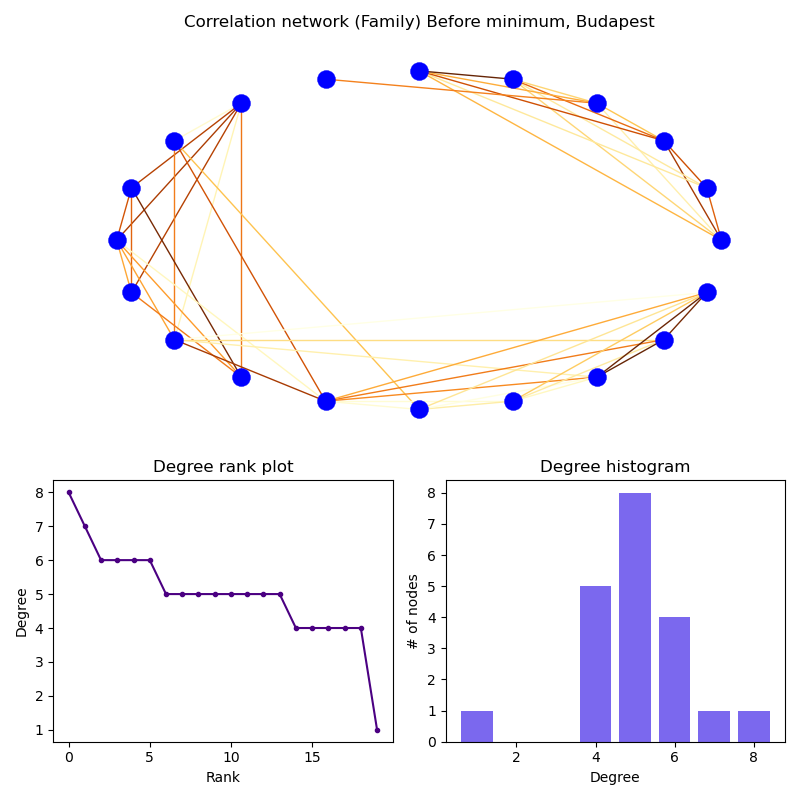 Correlation network (Family) Before minimum, Budapest
Degree rank plot
Degree
8
7
6
5
4
3
2
1
0 5 10 15
Rank
Degree histogram
# of nodes
8
7
6
5
4
3
2
1
0
2 4 6 8
Degree